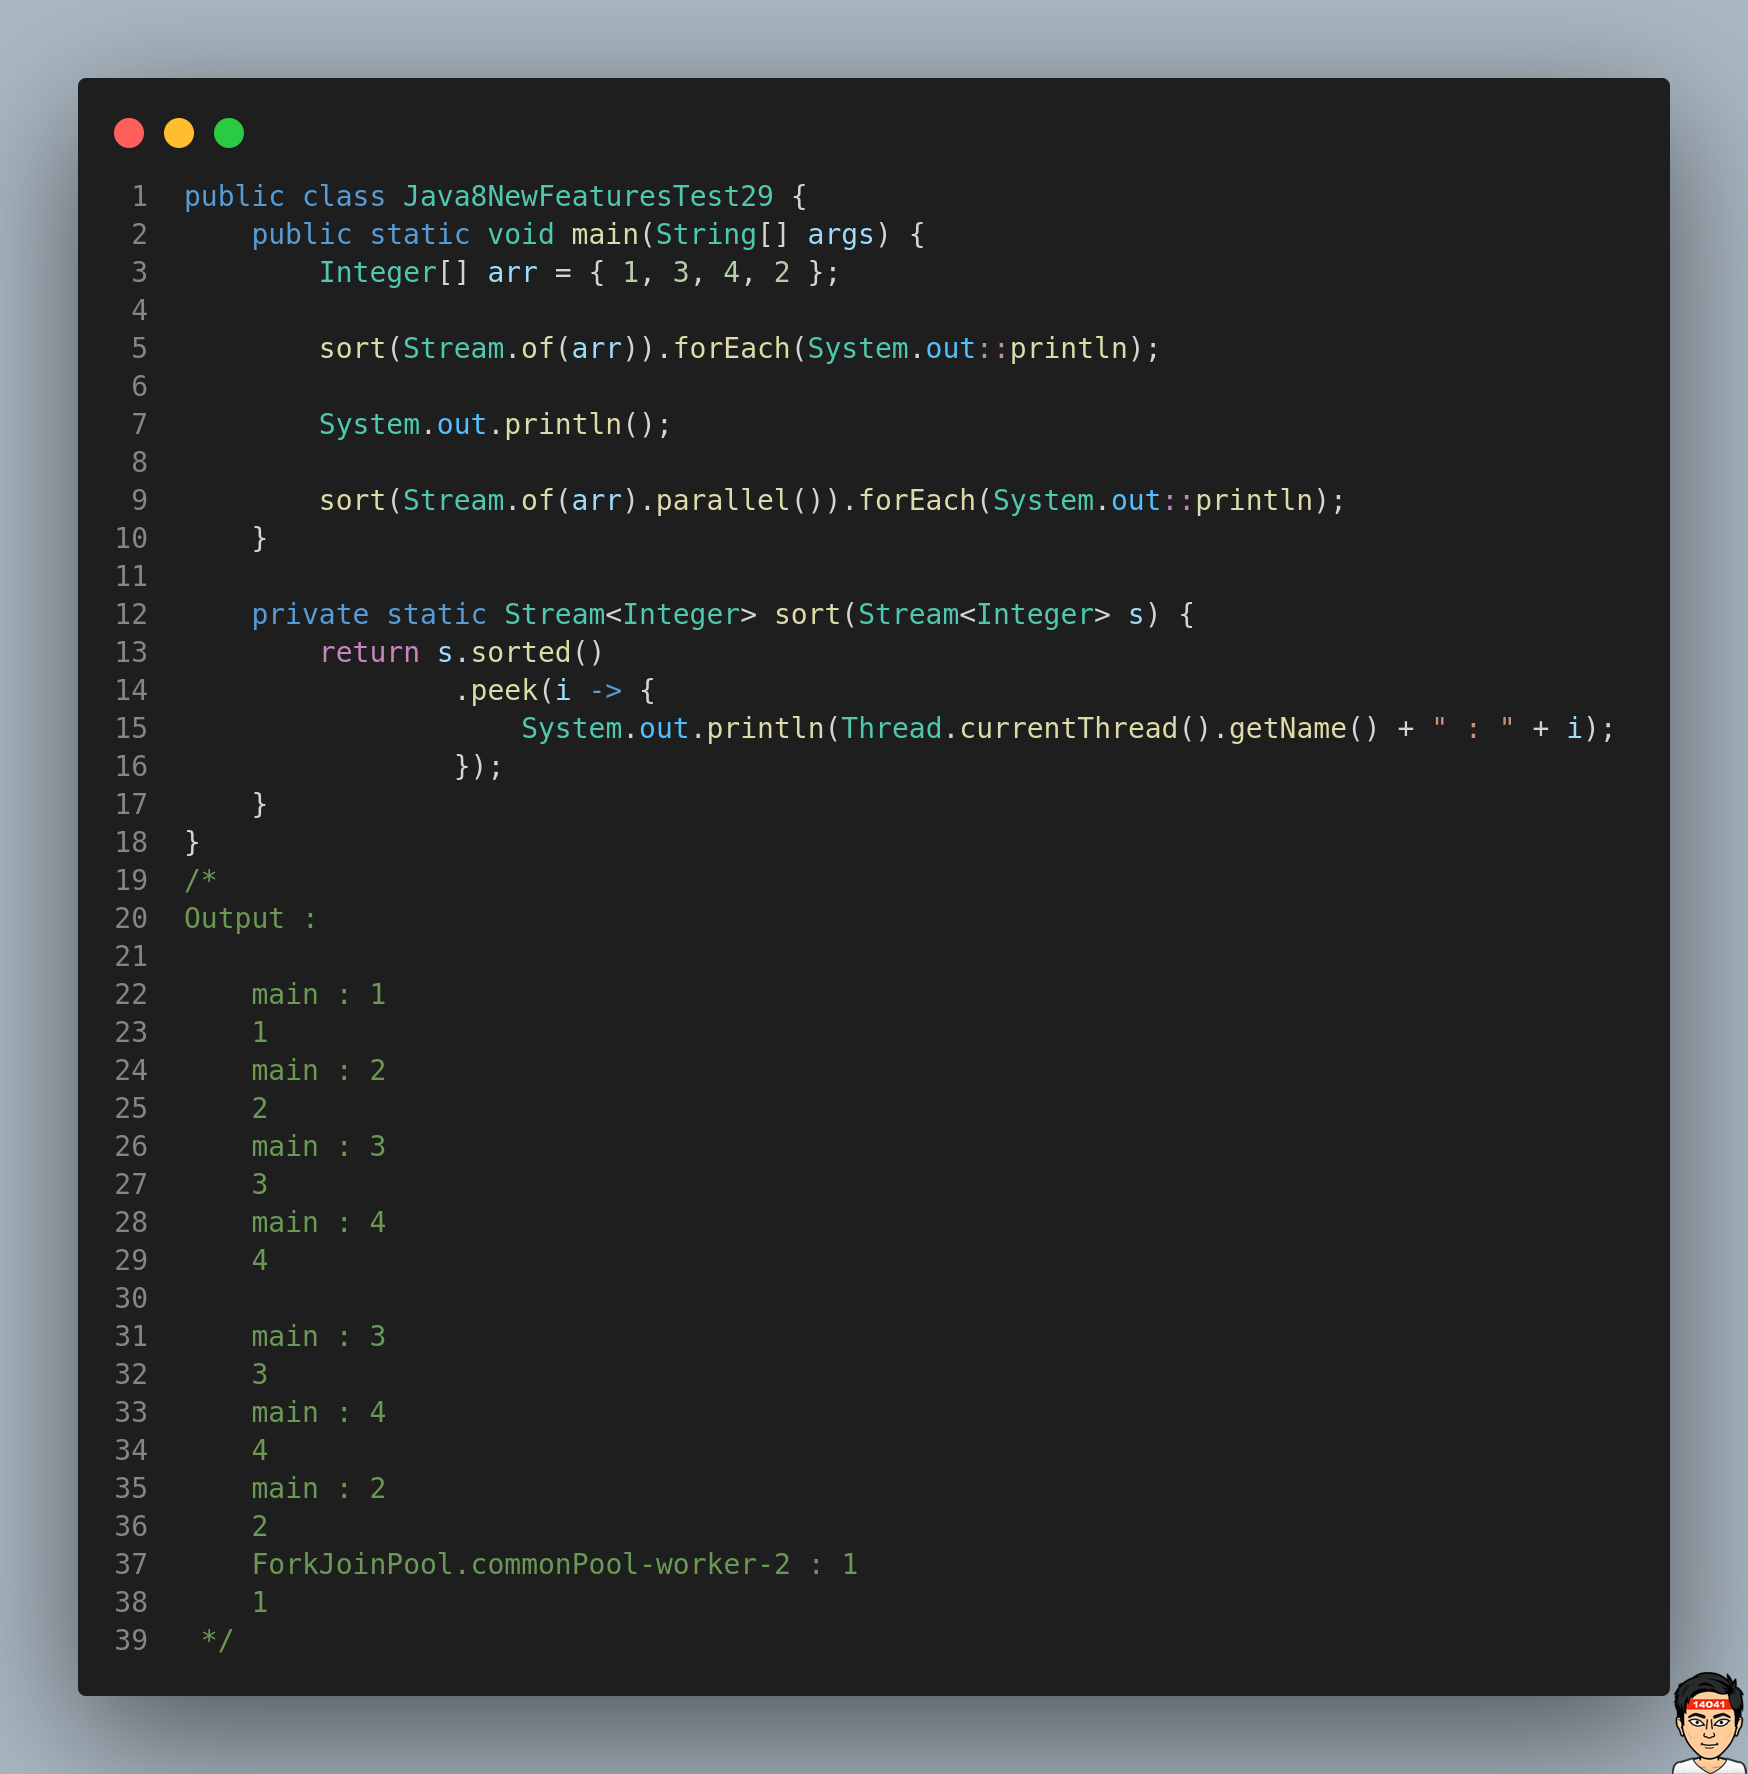 1 public class Java8NewFeaturesTest29 {
2     public static void main(String[] args) {
3         Integer[] arr = { 1, 3, 4, 2 };
4
5         sort(Stream.of(arr)).forEach(System.out::println);
6
7         System.out.println();
8
9         sort(Stream.of(arr).parallel()).forEach(System.out::println);
10     }
11
12     private static Stream<Integer> sort(Stream<Integer> s) {
13         return s.sorted()
14                 .peek(i -> {
15                     System.out.println(Thread.currentThread().getName() + " : " + i);
16                 });
17     }
18 }
19 /*
20 Output :
21
22     main : 1
23     1
24     main : 2
25     2
26     main : 3
27     3
28     main : 4
29     4
30
31     main : 3
32     3
33     main : 4
34     4
35     main : 2
36     2
37     ForkJoinPool.commonPool-worker-2 : 1
38     1
39  */
14041